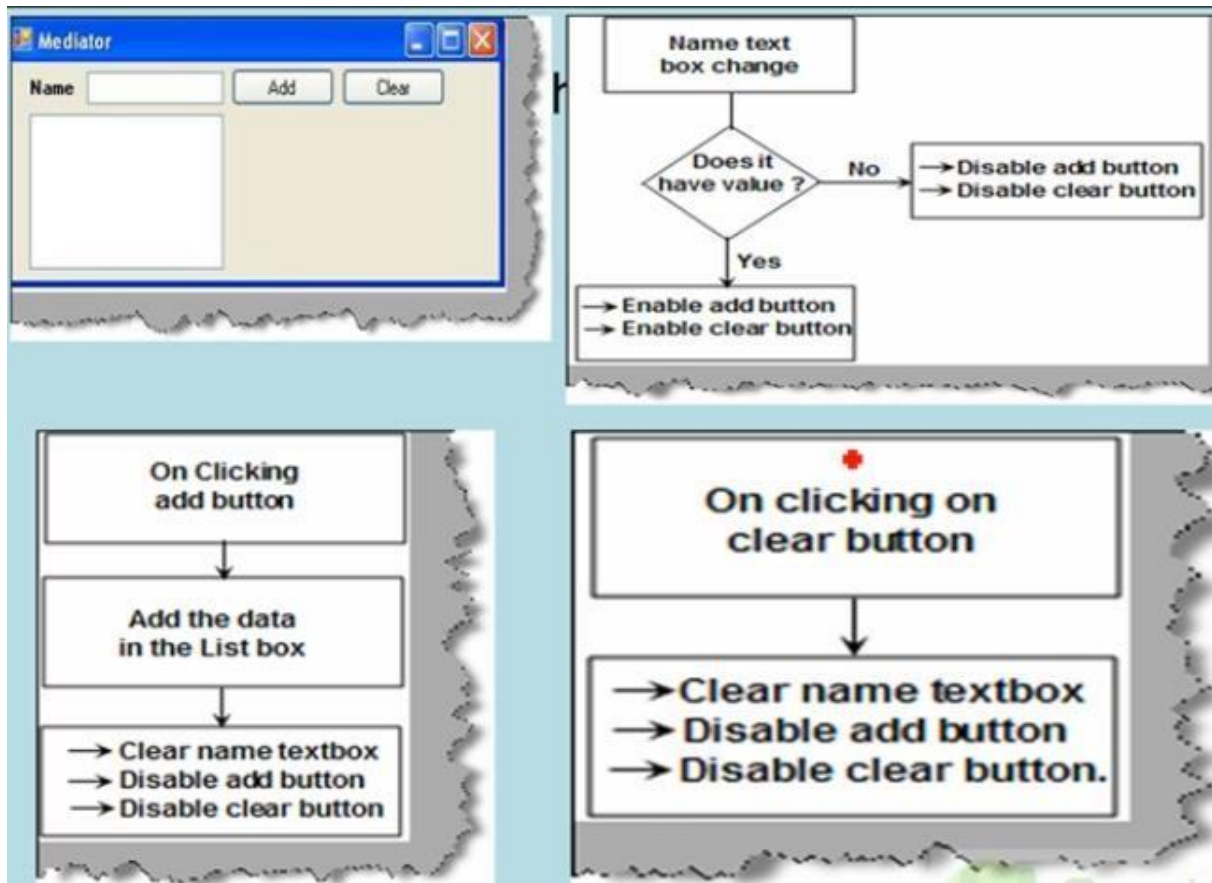 Mediator
Name
Add
Clear
Name text
box change
Does it
have value ?
No
Disable add button
Disable clear button
Yes
Enable add button
Enable clear button
On Clicking
add button
Add the data
in the List box
Clear name textbox
Disable add button
Disable clear button
On clicking on
clear button
Clear name textbox
Disable add button
Disable clear button.